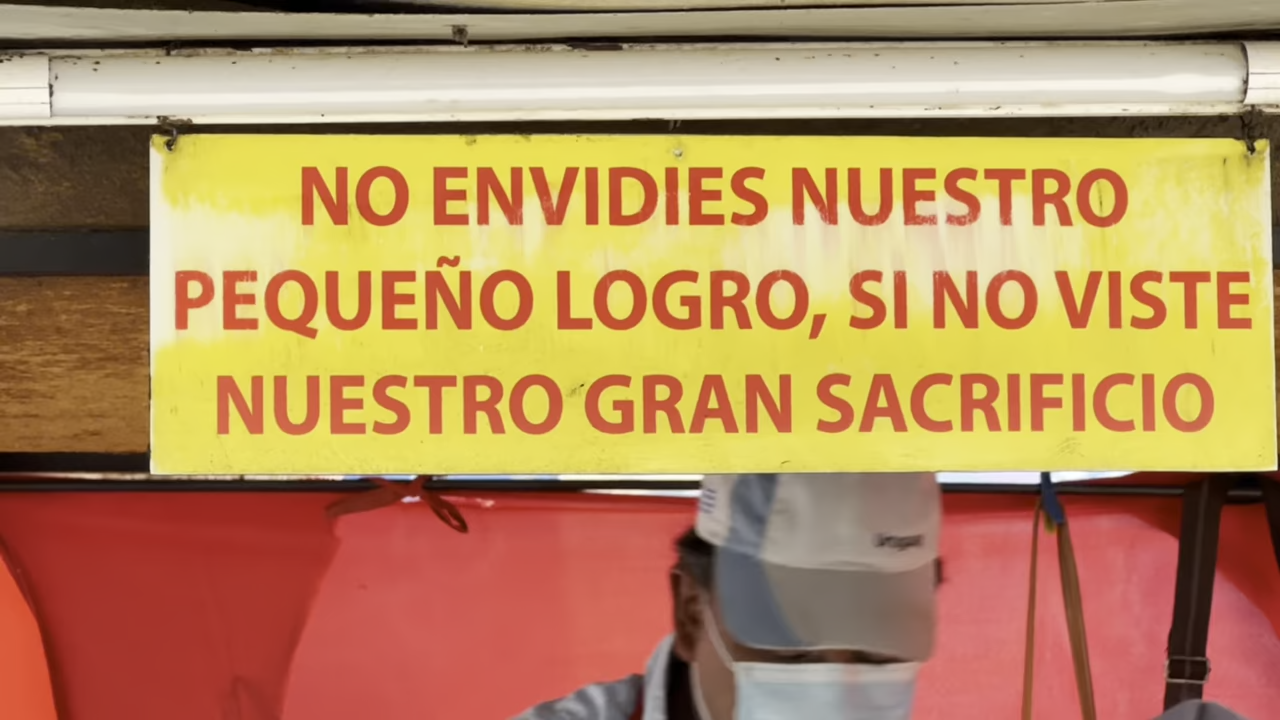 NO ENVIDIES NUESTRO
PEQUEÑO LOGRO, SI NO VISTE
NUESTRO GRAN SACRIFICIO